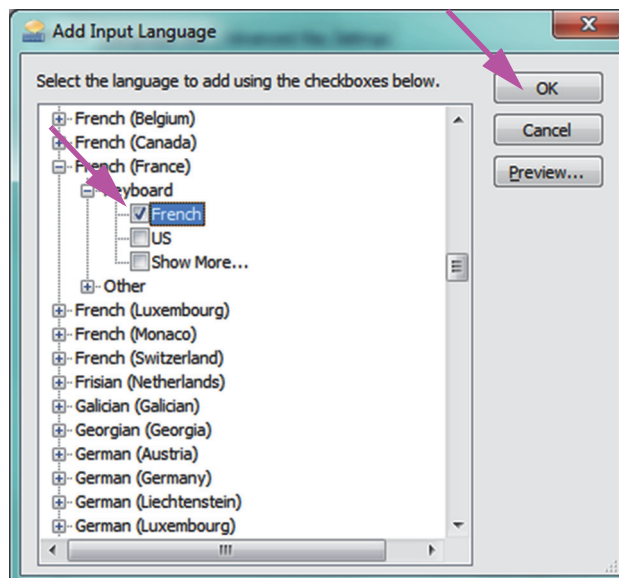 Add Input Language
Select the language to add using the checkboxes below.
French (Belgium)
French (Canada)
French (France)
Keyboard
French
US
Show More...
Other
French (Luxembourg)
French (Monaco)
French (Switzerland)
Frisian (Netherlands)
Galician (Galician)
Georgian (Georgia)
German (Austria)
German (Germany)
German (Liechtenstein)
German (Luxembourg)
OK
Cancel
Preview...